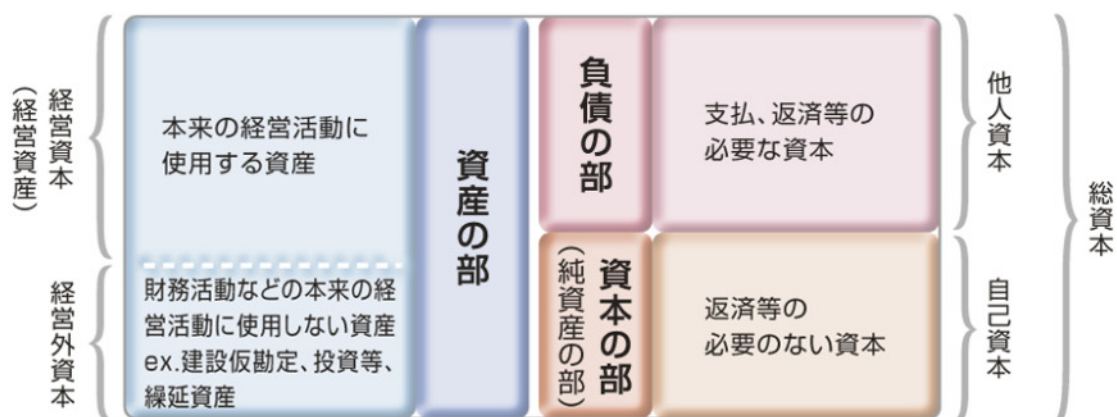 経営資本
（経営資産）
本来の経営活動に
使用する資産
経営外資本
財務活動などの本来の経
営活動に使用しない資産
ex.建設仮勘定、投資等、
繰延資産
資産の部
負債の部
支払、返済等の
必要な資本
他人資本
資本の部
（純資産の部）
返済等の
必要のない資本
自己資本
総資本